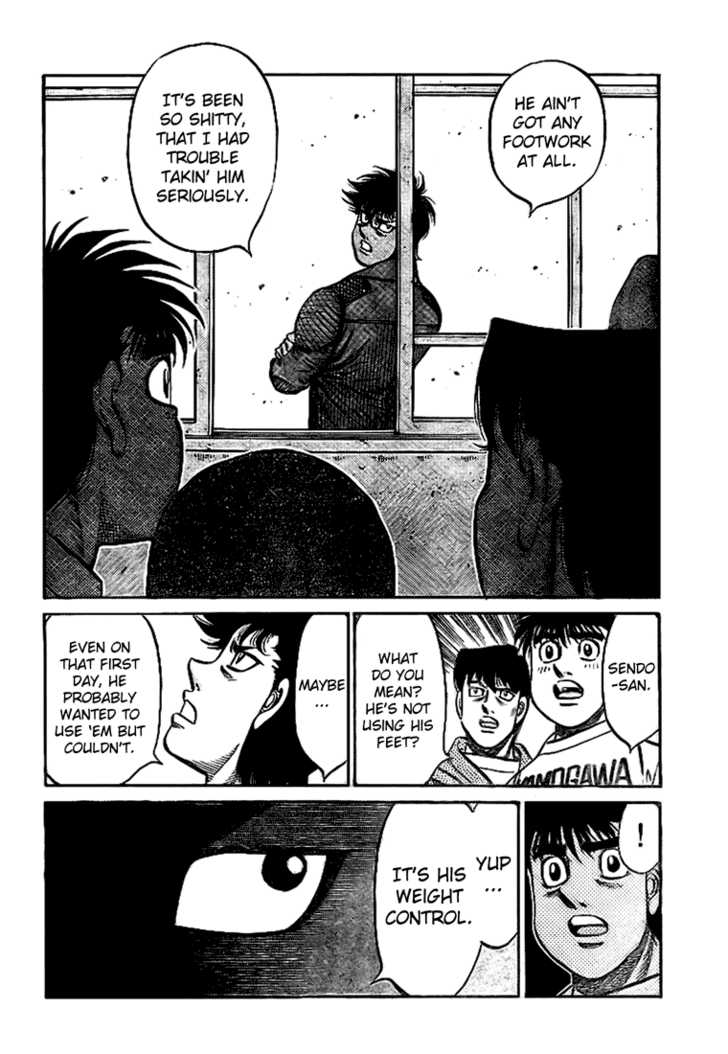 HE AIN'T
GOT ANY
FOOTWORK
AT ALL.
IT'S BEEN
SO SHITTY,
THAT I HAD
TROUBLE
TAKIN' HIM
SERIOUSLY.
SENDO
-SAN.
WHAT
DO YOU
MEAN?
HE'S NOT
USING HIS
FEET?
AMOGAWA
MAYBE
...
EVEN ON
THAT FIRST
DAY, HE
PROBABLY
WANTED TO
USE 'EM BUT
COULDN'T.
!
YUP
...
IT'S HIS
WEIGHT
CONTROL.